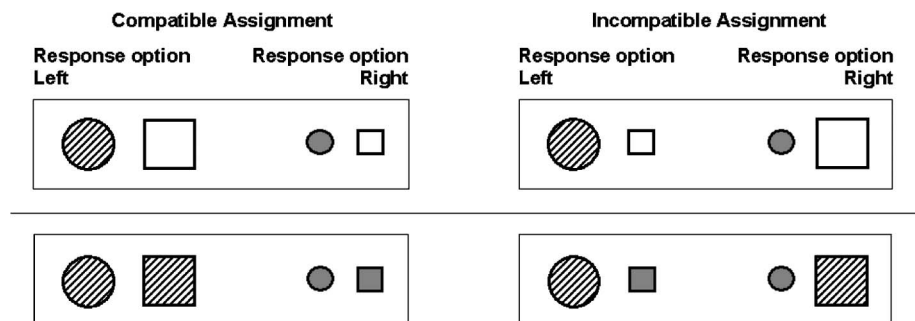 Compatible Assignment
Response option Left
Response option Right
Incompatible Assignment
Response option Left
Response option Right